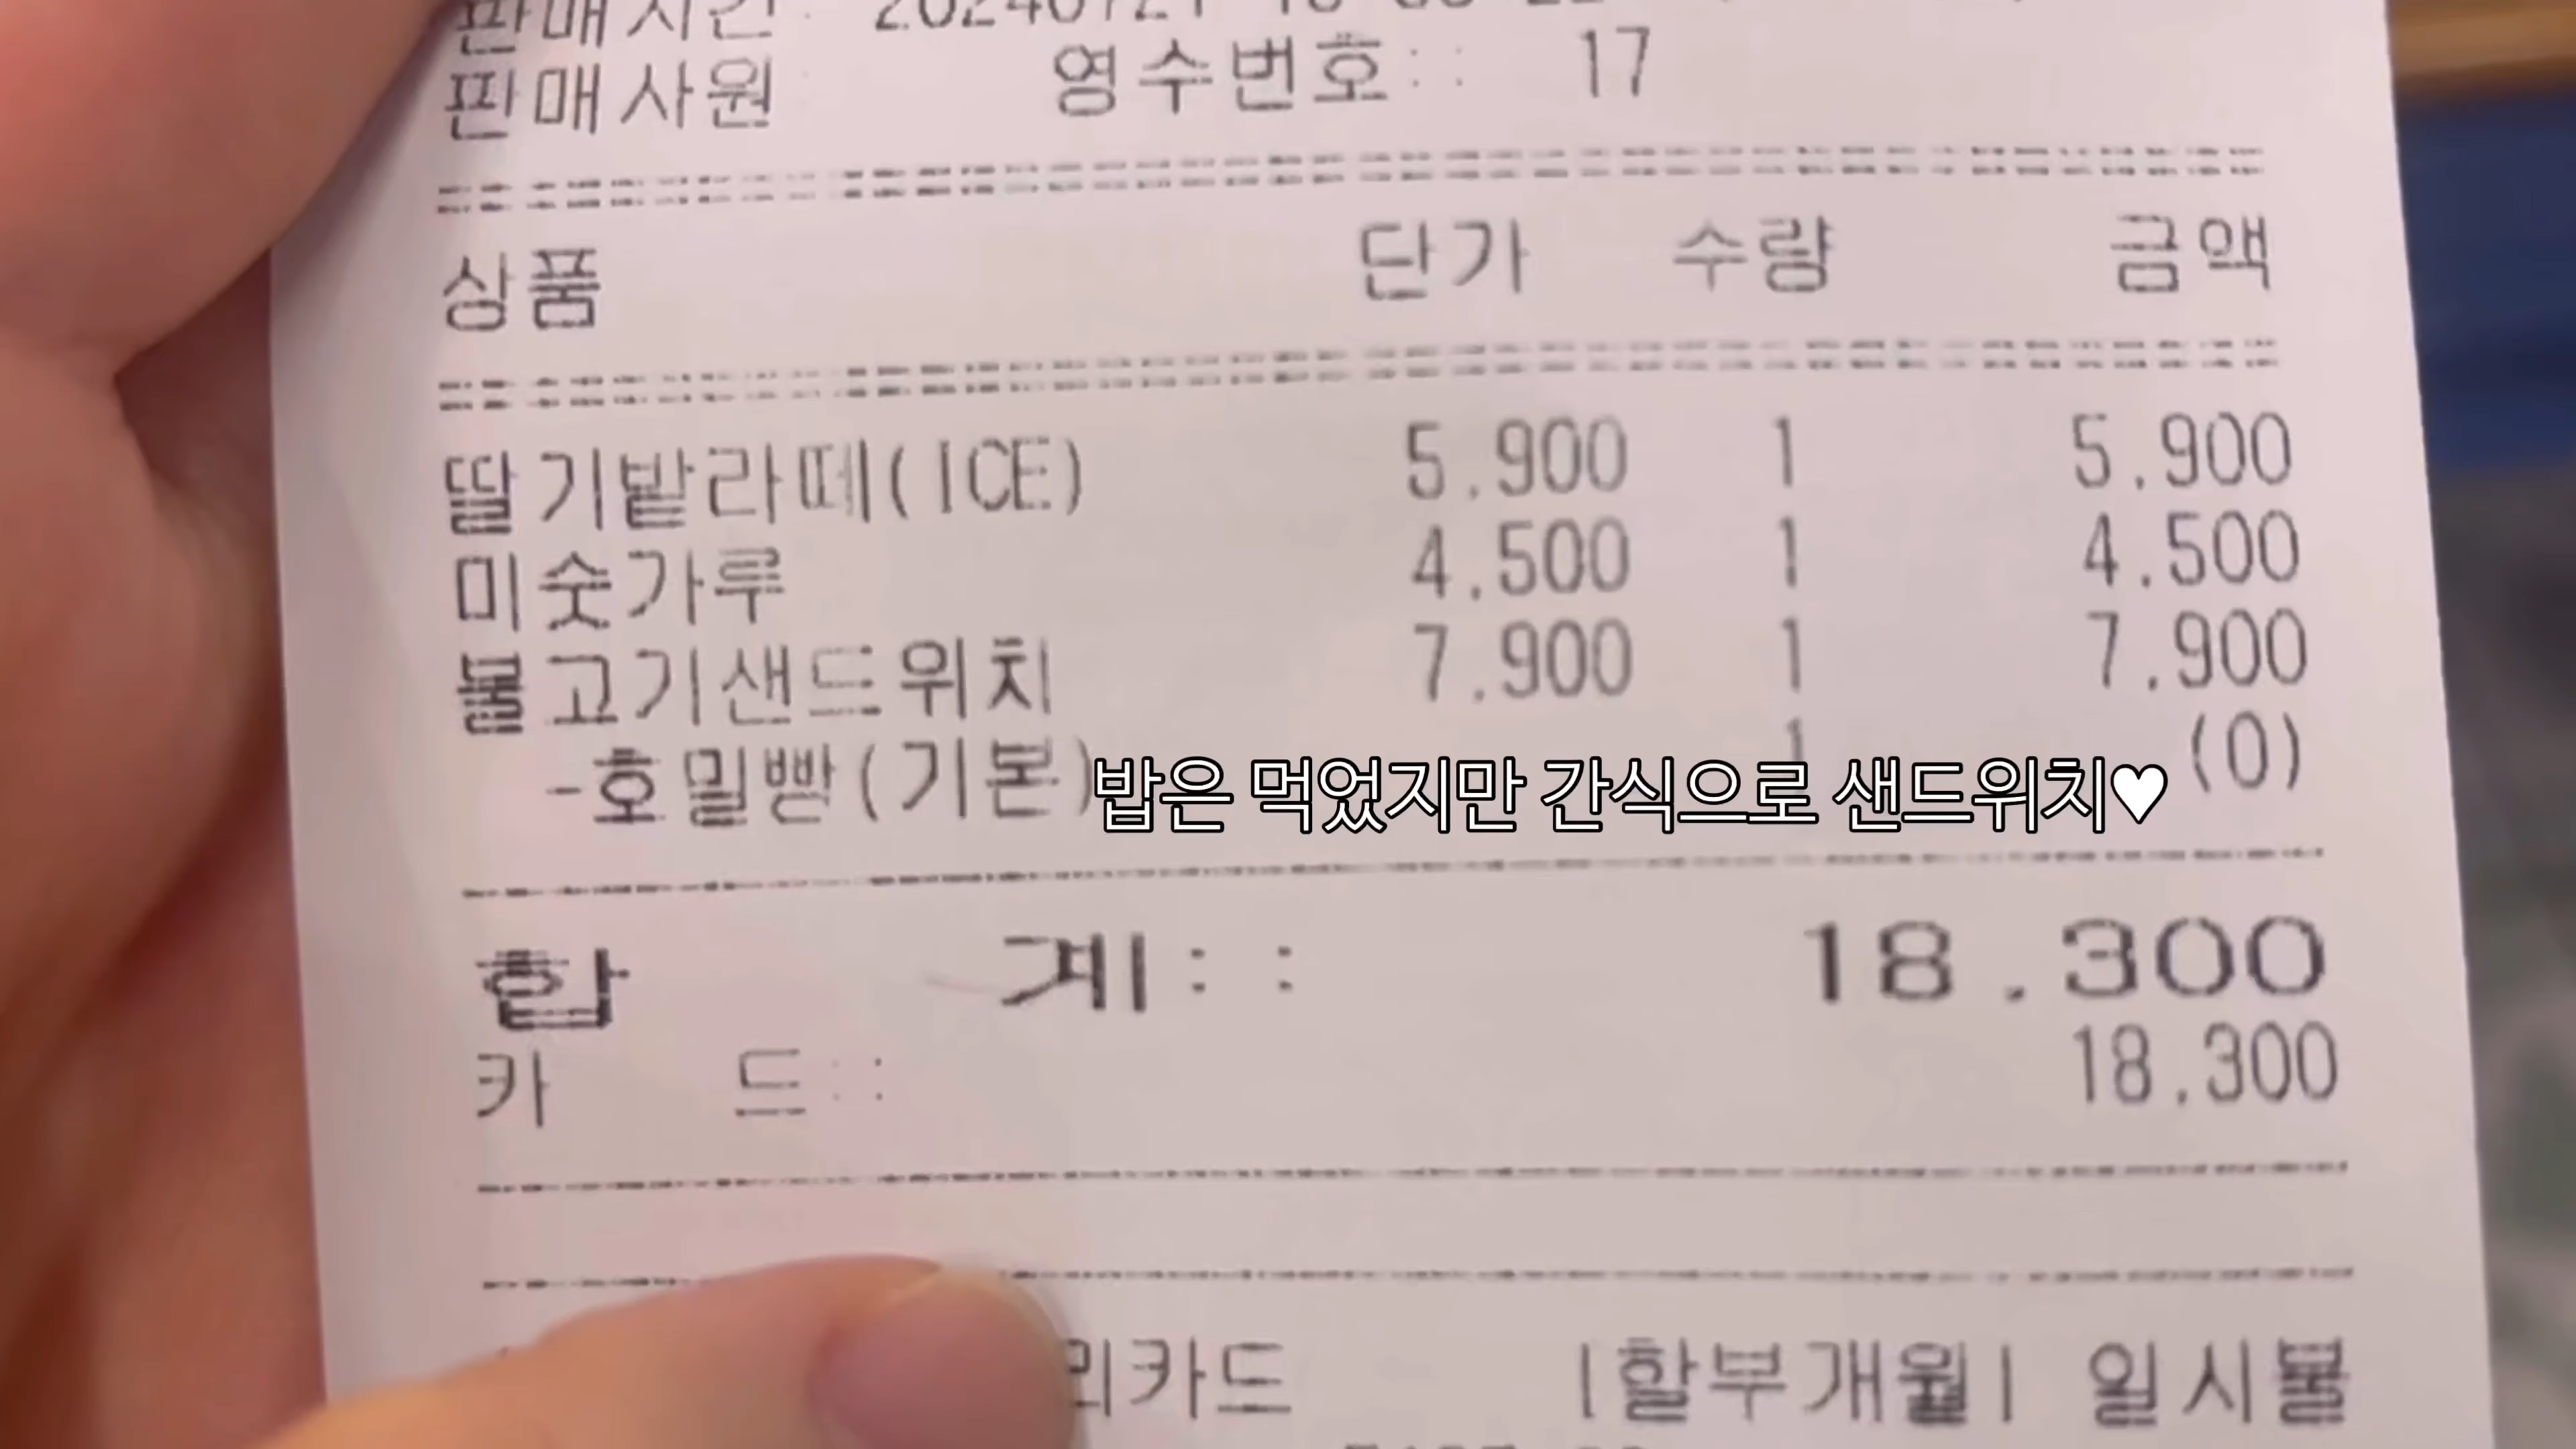 판매시간:
판매사원: 영수번호:: 17
상품 단가 수량 금액
딸기밭라떼(ICE) 5,900 1 5,900
미숫가루 4,500 1 4,500
불고기샌드위치 7,900 1 7,900
-호밀빵(기본) 1 (0)
밥은 먹었지만 간식으로 샌드위치♥
합 계:: 18,300
카 드:: 18,300
카드 |할부개월| 일시불